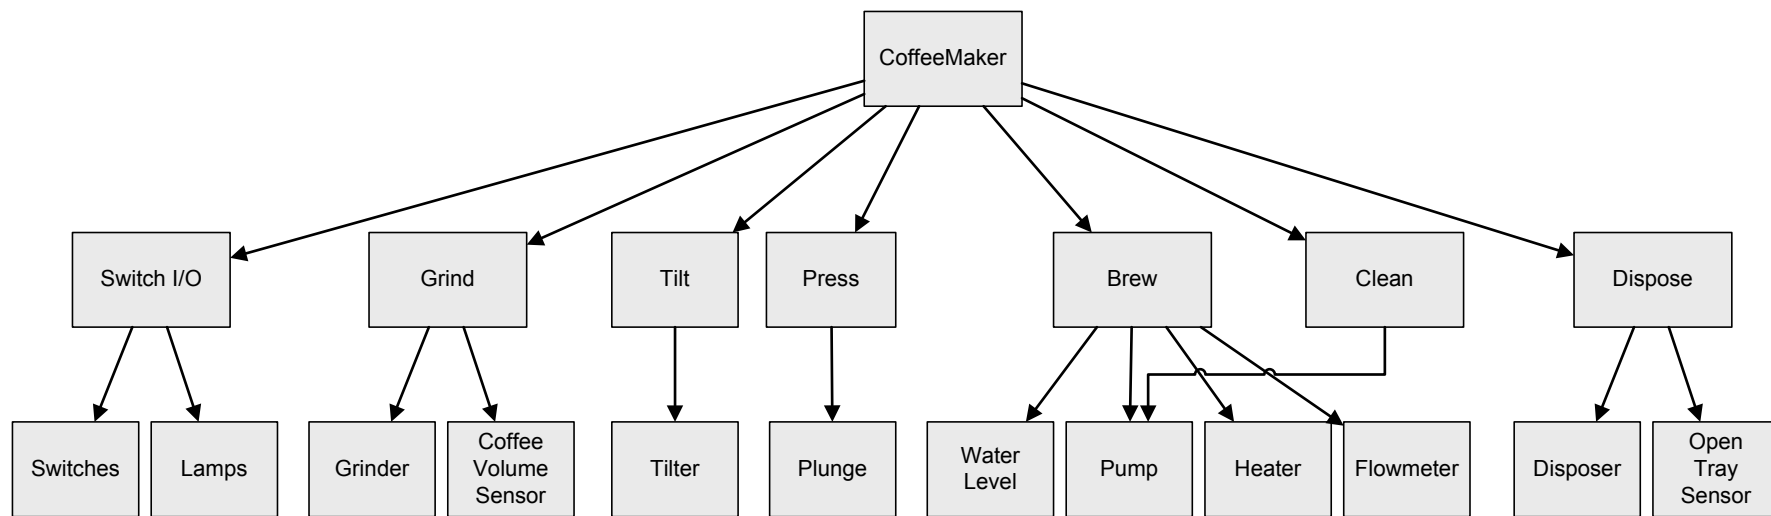 CoffeeMaker
Switch I/O
Grind
Tilt
Press
Brew
Clean
Dispose
Switches
Lamps
Grinder
Coffee
Volume
Sensor
Tilter
Plunge
Water
Level
Pump
Heater
Flowmeter
Disposer
Open
Tray
Sensor